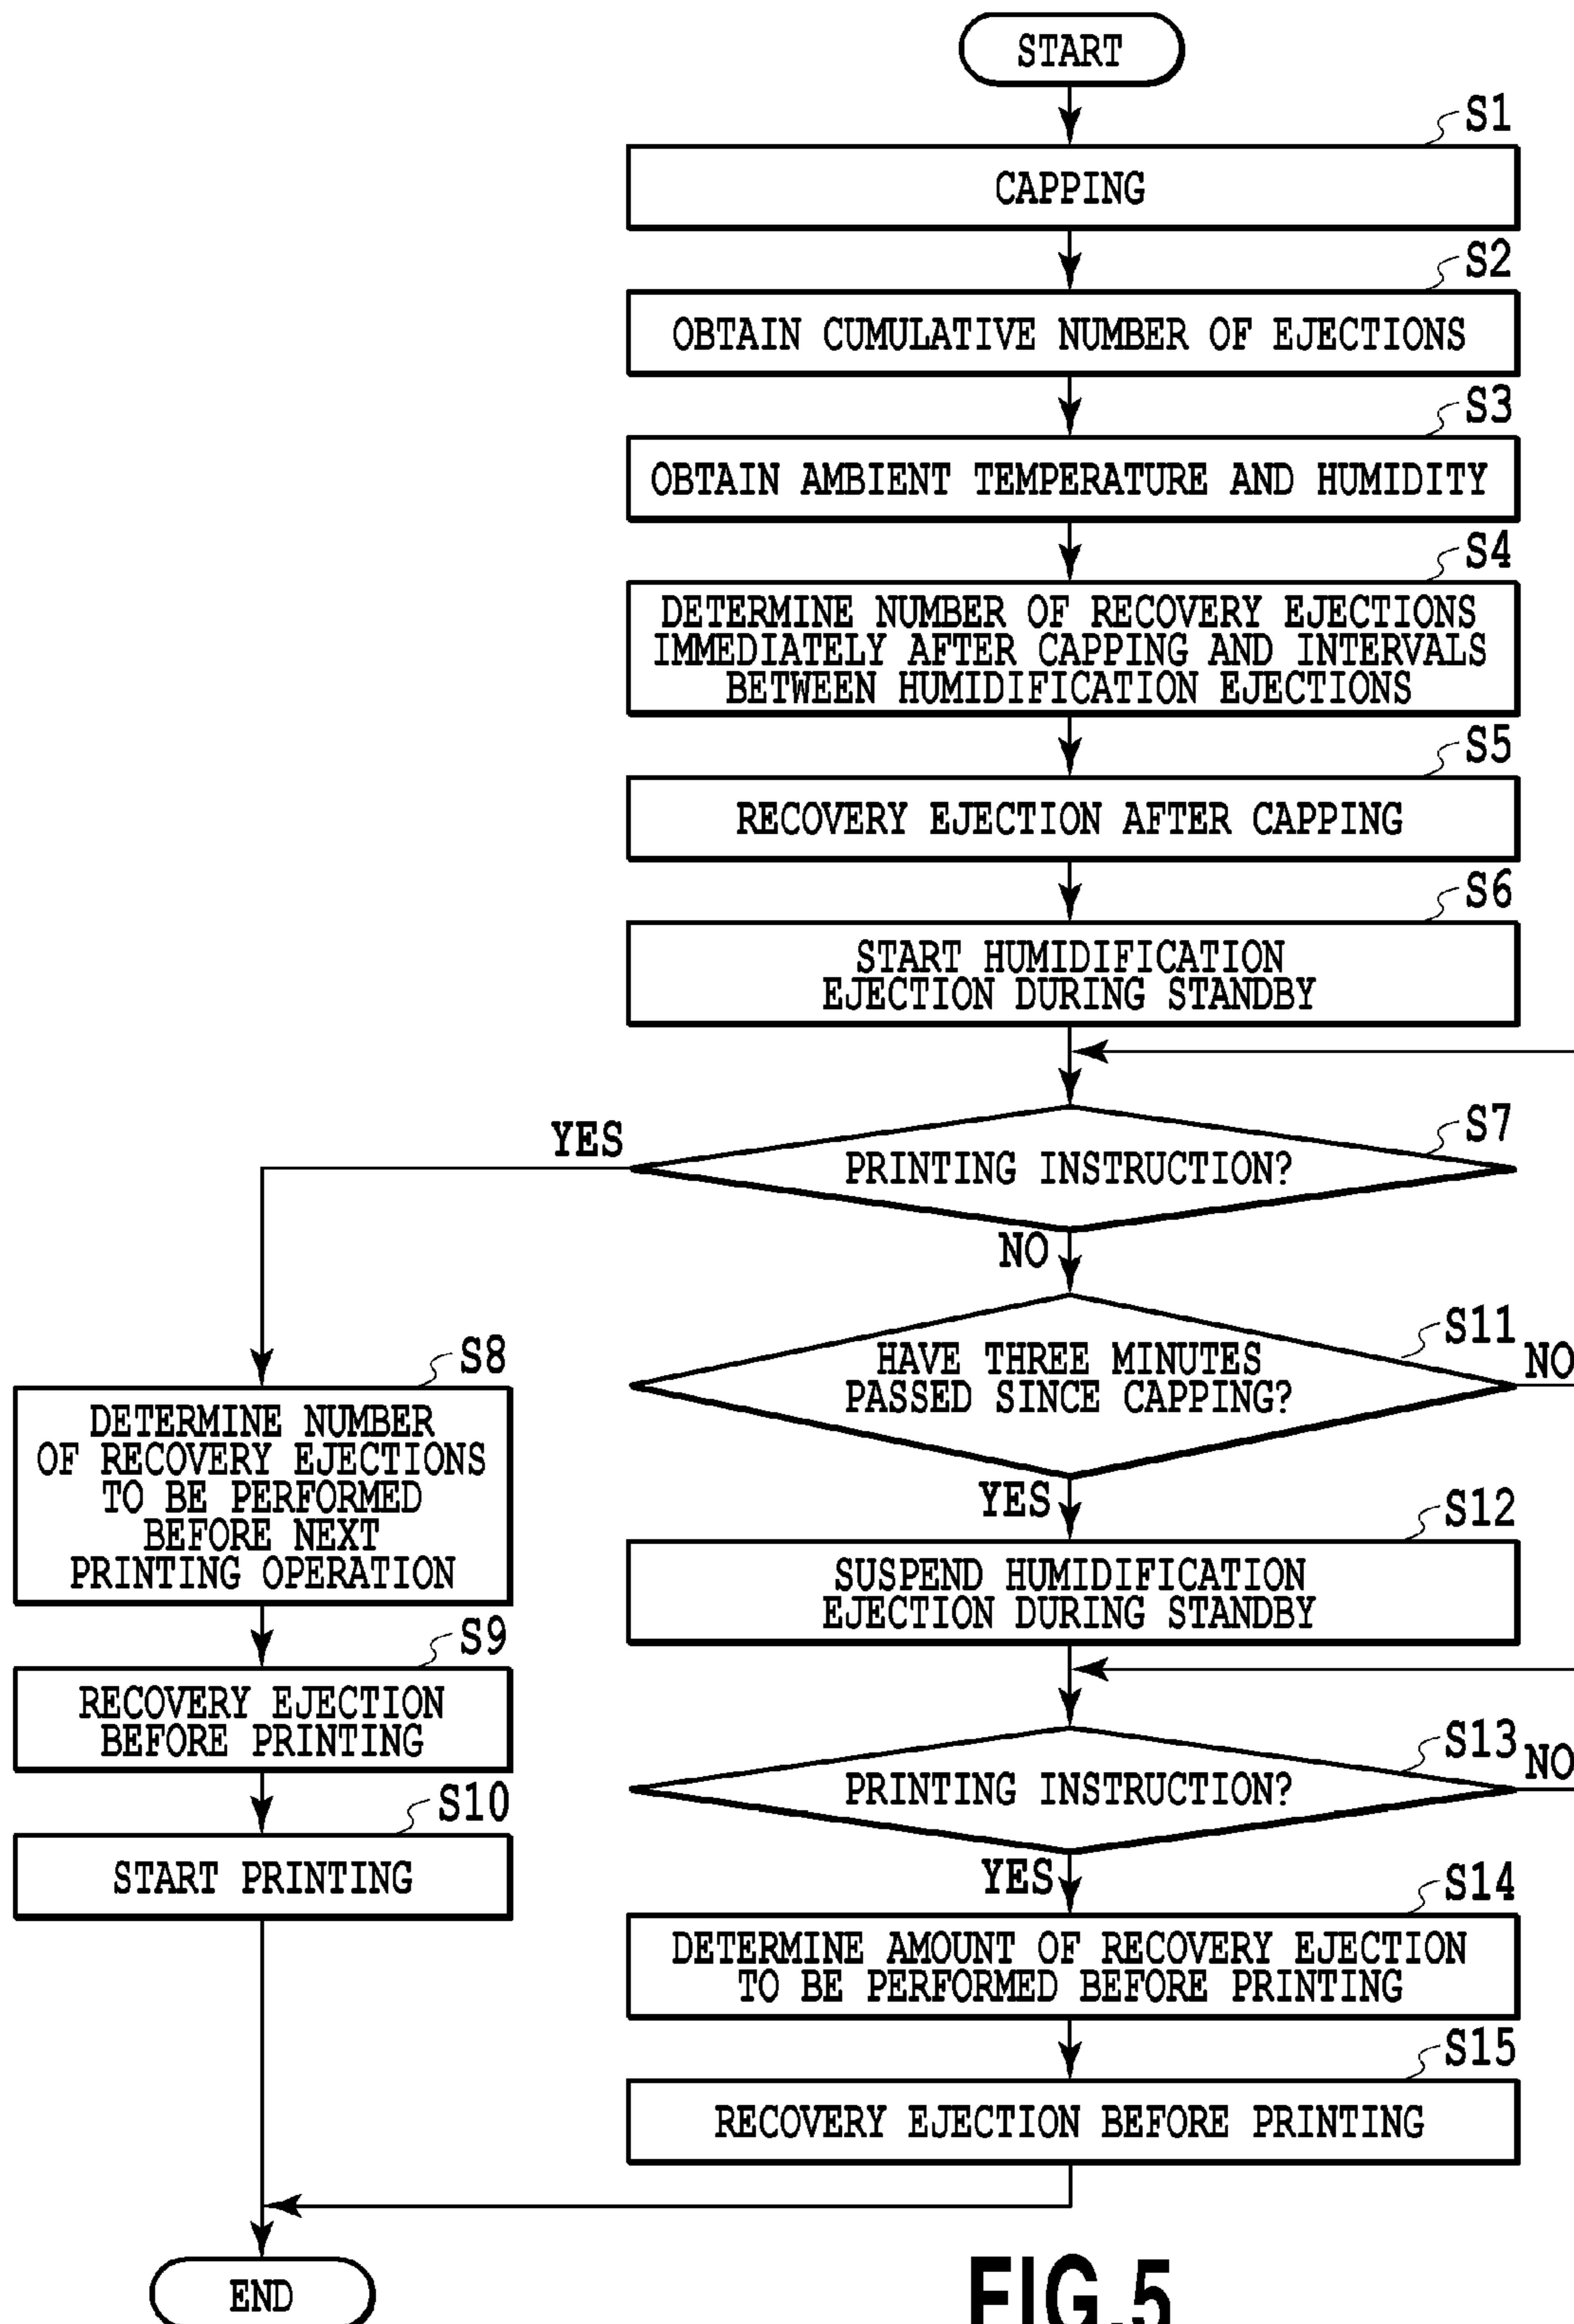 START
S1
CAPPING
S2
OBTAIN CUMULATIVE NUMBER OF EJECTIONS
S3
OBTAIN AMBIENT TEMPERATURE AND HUMIDITY
S4
DETERMINE NUMBER OF RECOVERY EJECTIONS
IMMEDIATELY AFTER CAPPING AND INTERVALS
BETWEEN HUMIDIFICATION EJECTIONS
S5
RECOVERY EJECTION AFTER CAPPING
S6
START HUMIDIFICATION
EJECTION DURING STANDBY
S7
YES
PRINTING INSTRUCTION?
NO
S8
DETERMINE NUMBER
OF RECOVERY EJECTIONS
TO BE PERFORMED
BEFORE NEXT
PRINTING OPERATION
S9
RECOVERY EJECTION
BEFORE PRINTING
S10
START PRINTING
S11
HAVE THREE MINUTES
PASSED SINCE CAPPING?
NO
YES
S12
SUSPEND HUMIDIFICATION
EJECTION DURING STANDBY
S13
PRINTING INSTRUCTION?
NO
YES
S14
DETERMINE AMOUNT OF RECOVERY EJECTION
TO BE PERFORMED BEFORE PRINTING
S15
RECOVERY EJECTION BEFORE PRINTING
END
FIG.5